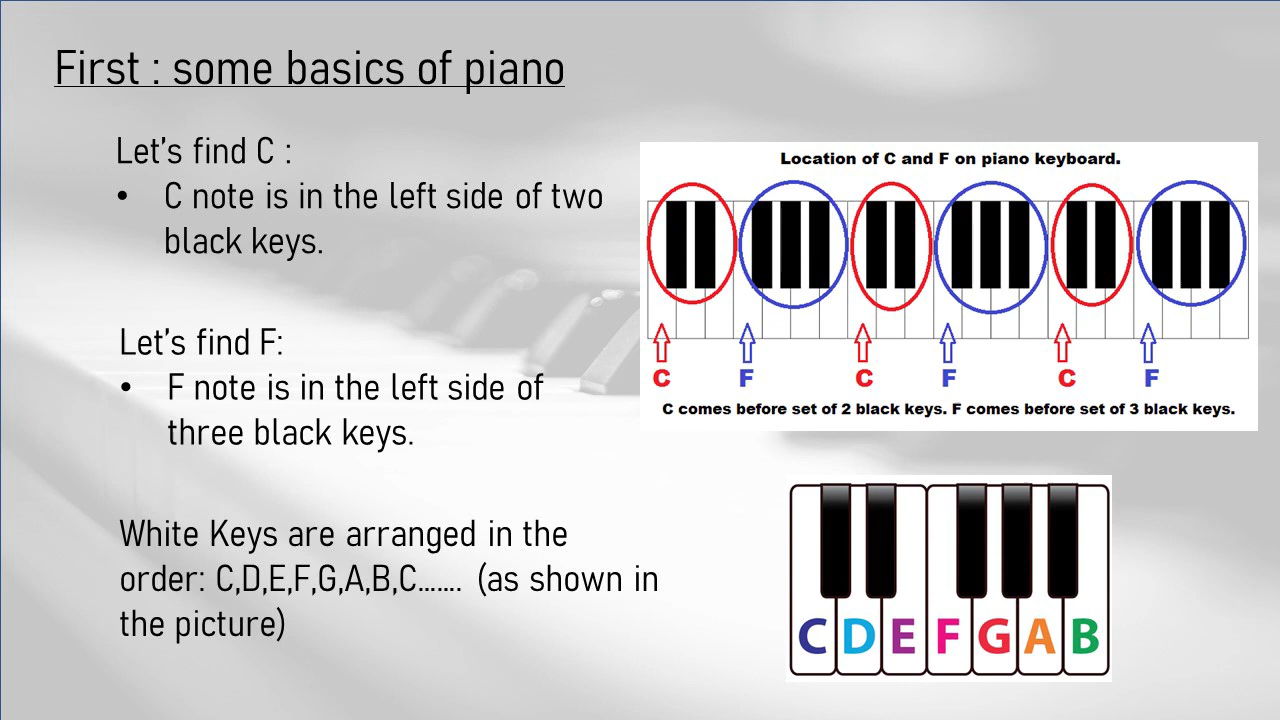 First : some basics of piano
Let's find C :
• C note is in the left side of two
black keys.
Let's find F:
• F note is in the left side of
three black keys.
White Keys are arranged in the
order: C,D,E,F,G,A,B,C....... (as shown in
the picture)
Location of C and F on piano keyboard.
C F C F C F
C comes before set of 2 black keys. F comes before set of 3 black keys.
C D E F G A B